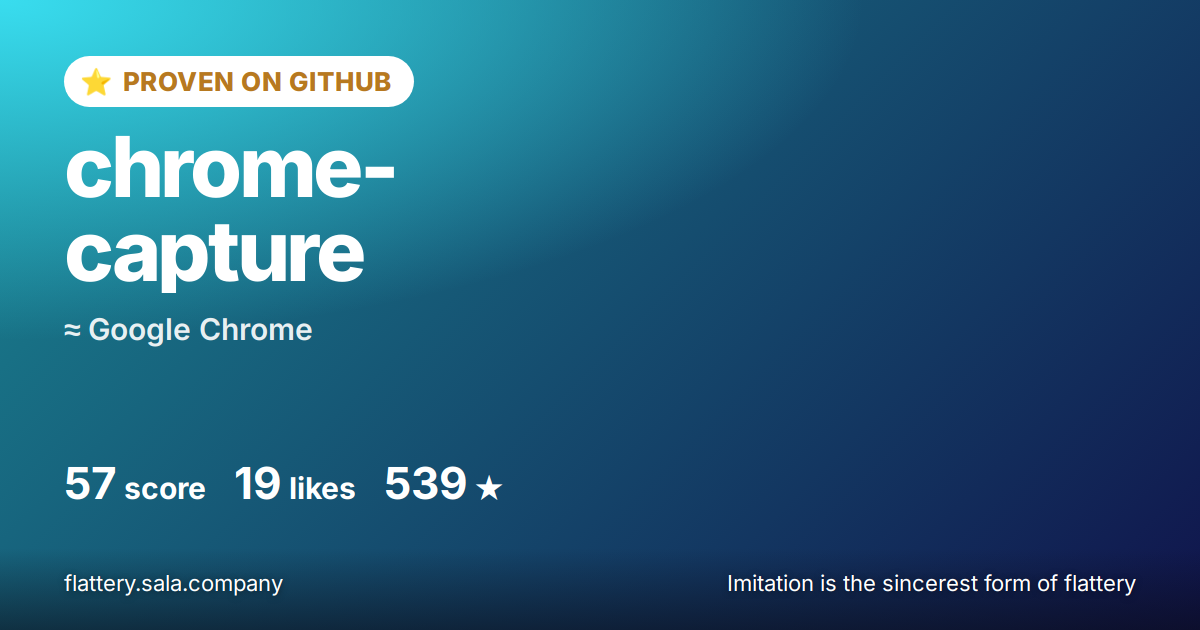 ⭐ PROVEN ON GITHUB
chrome-
capture
≈ Google Chrome
57 score 19 likes 539 ★
flattery.sala.company
Imitation is the sincerest form of flattery